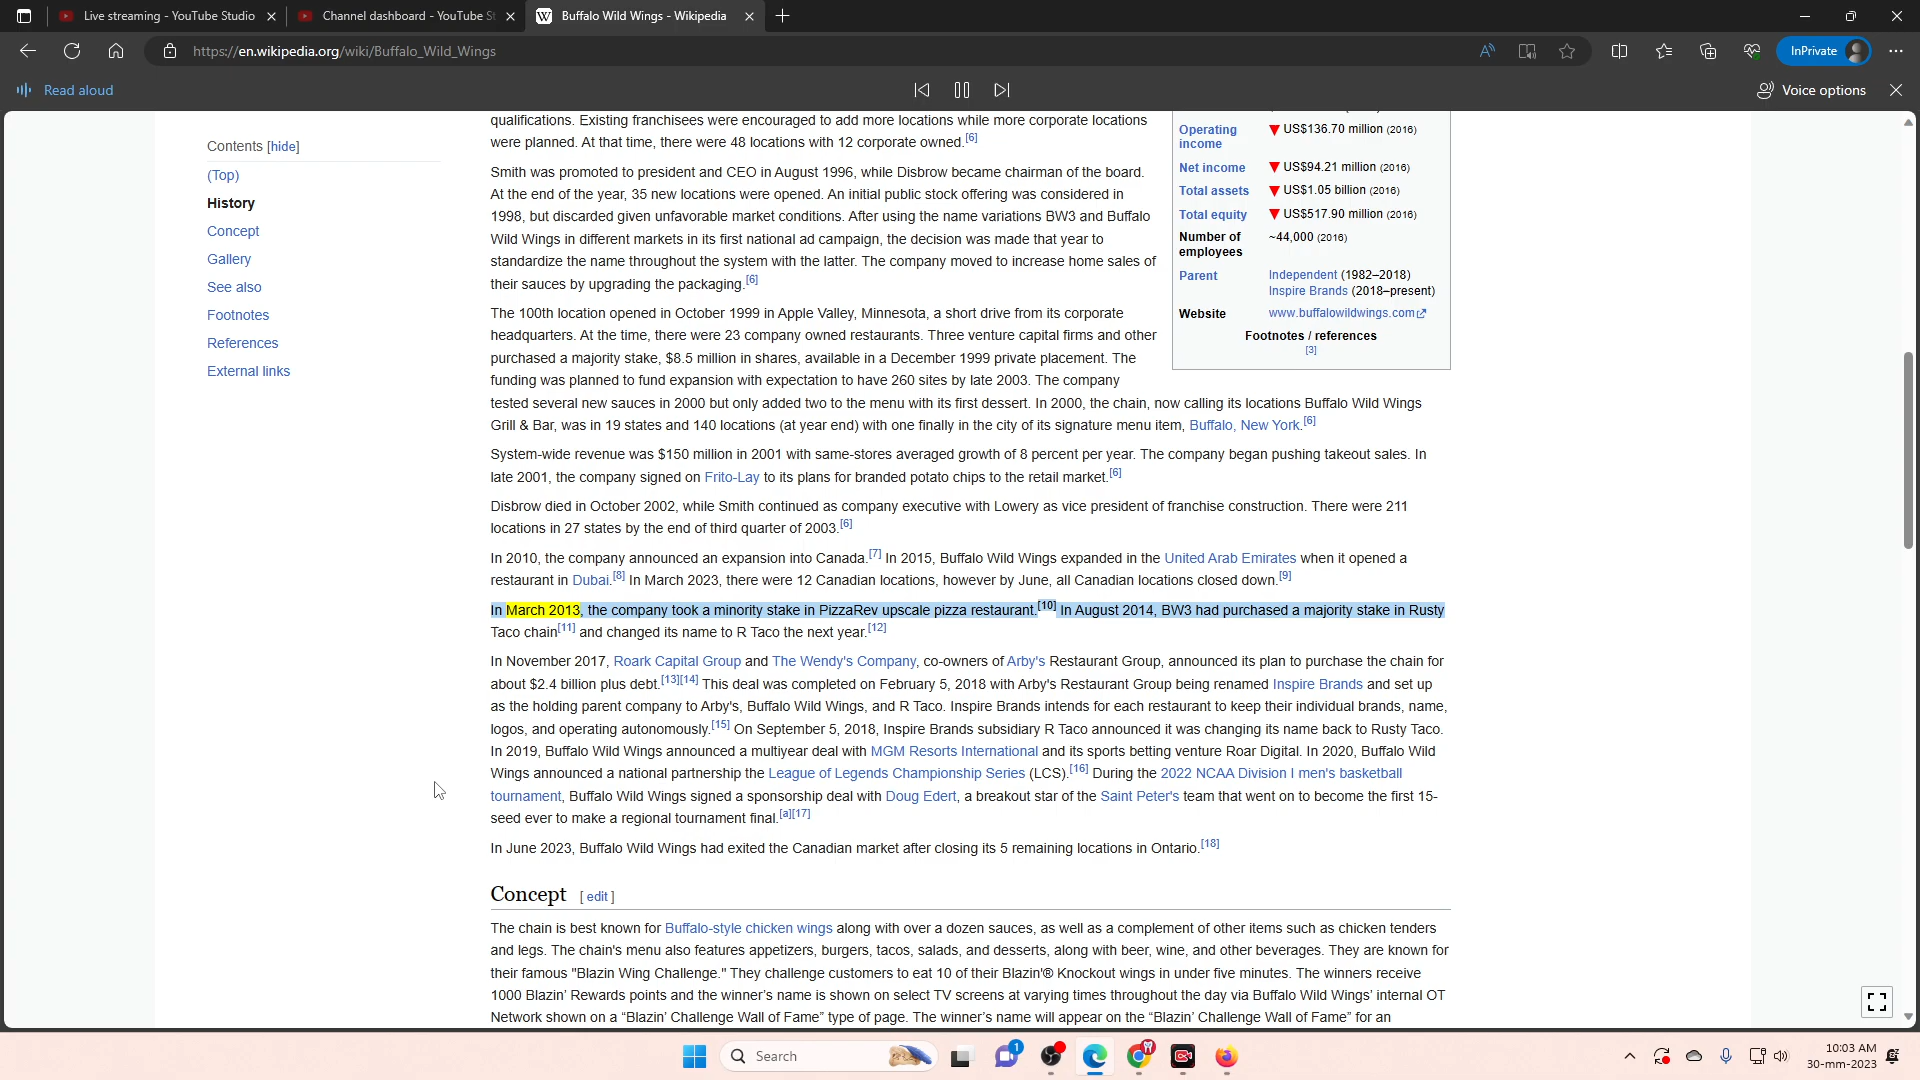 Live streaming - YouTube Studio
Channel dashboard - YouTube St
Buffalo Wild Wings - Wikipedia
https://en.wikipedia.org/wiki/Buffalo_Wild_Wings
InPrivate
Read aloud
Voice options
Contents [hide]
(Top)
History
Concept
Gallery
See also
Footnotes
References
External links
qualifications. Existing franchisees were encouraged to add more locations while more corporate locations
were planned. At that time, there were 48 locations with 12 corporate owned.[6]
Smith was promoted to president and CEO in August 1996, while Disbrow became chairman of the board.
At the end of the year, 35 new locations were opened. An initial public stock offering was considered in
1998, but discarded given unfavorable market conditions. After using the name variations BW3 and Buffalo
Wild Wings in different markets in its first national ad campaign, the decision was made that year to
standardize the name throughout the system with the latter. The company moved to increase home sales of
their sauces by upgrading the packaging.[6]
The 100th location opened in October 1999 in Apple Valley, Minnesota, a short drive from its corporate
headquarters. At the time, there were 23 company owned restaurants. Three venture capital firms and other
purchased a majority stake, $8.5 million in shares, available in a December 1999 private placement. The
funding was planned to fund expansion with expectation to have 260 sites by late 2003. The company
tested several new sauces in 2000 but only added two to the menu with its first dessert. In 2000, the chain, now calling its locations Buffalo Wild Wings
Grill & Bar, was in 19 states and 140 locations (at year end) with one finally in the city of its signature menu item, Buffalo, New York.[6]
System-wide revenue was $150 million in 2001 with same-stores averaged growth of 8 percent per year. The company began pushing takeout sales. In
late 2001, the company signed on Frito-Lay to its plans for branded potato chips to the retail market.[6]
Disbrow died in October 2002, while Smith continued as company executive with Lowery as vice president of franchise construction. There were 211
locations in 27 states by the end of third quarter of 2003.[6]
In 2010, the company announced an expansion into Canada.[7] In 2015, Buffalo Wild Wings expanded in the United Arab Emirates when it opened a
restaurant in Dubai.[8] In March 2023, there were 12 Canadian locations, however by June, all Canadian locations closed down.[9]
In March 2013, the company took a minority stake in PizzaRev upscale pizza restaurant.[10] In August 2014, BW3 had purchased a majority stake in Rusty
Taco chain[11] and changed its name to R Taco the next year.[12]
In November 2017, Roark Capital Group and The Wendy's Company, co-owners of Arby's Restaurant Group, announced its plan to purchase the chain for
about $2.4 billion plus debt.[13][14] This deal was completed on February 5, 2018 with Arby's Restaurant Group being renamed Inspire Brands and set up
as the holding parent company to Arby's, Buffalo Wild Wings, and R Taco. Inspire Brands intends for each restaurant to keep their individual brands, name,
logos, and operating autonomously.[15] On September 5, 2018, Inspire Brands subsidiary R Taco announced it was changing its name back to Rusty Taco.
In 2019, Buffalo Wild Wings announced a multiyear deal with MGM Resorts International and its sports betting venture Roar Digital. In 2020, Buffalo Wild
Wings announced a national partnership the League of Legends Championship Series (LCS).[16] During the 2022 NCAA Division I men's basketball
tournament, Buffalo Wild Wings signed a sponsorship deal with Doug Edert, a breakout star of the Saint Peter's team that went on to become the first 15-
seed ever to make a regional tournament final.[a][17]
In June 2023, Buffalo Wild Wings had exited the Canadian market after closing its 5 remaining locations in Ontario.[18]
Concept [ edit ]
The chain is best known for Buffalo-style chicken wings along with over a dozen sauces, as well as a complement of other items such as chicken tenders
and legs. The chain's menu also features appetizers, burgers, tacos, salads, and desserts, along with beer, wine, and other beverages. They are known for
their famous "Blazin Wing Challenge." They challenge customers to eat 10 of their Blazin'® Knockout wings in under five minutes. The winners receive
1000 Blazin' Rewards points and the winner's name is shown on select TV screens at varying times throughout the day via Buffalo Wild Wings' internal OT
Network shown on a “Blazin' Challenge Wall of Fame” type of page. The winner's name will appear on the “Blazin' Challenge Wall of Fame” for an
Operating income
US$136.70 million (2016)
Net income
US$94.21 million (2016)
Total assets
US$1.05 billion (2016)
Total equity
US$517.90 million (2016)
Number of employees
~44,000 (2016)
Parent
Independent (1982–2018)
Inspire Brands (2018–present)
Website
www.buffalowildwings.com
Footnotes / references
[3]
Search
1
10:03 AM
30-mm-2023